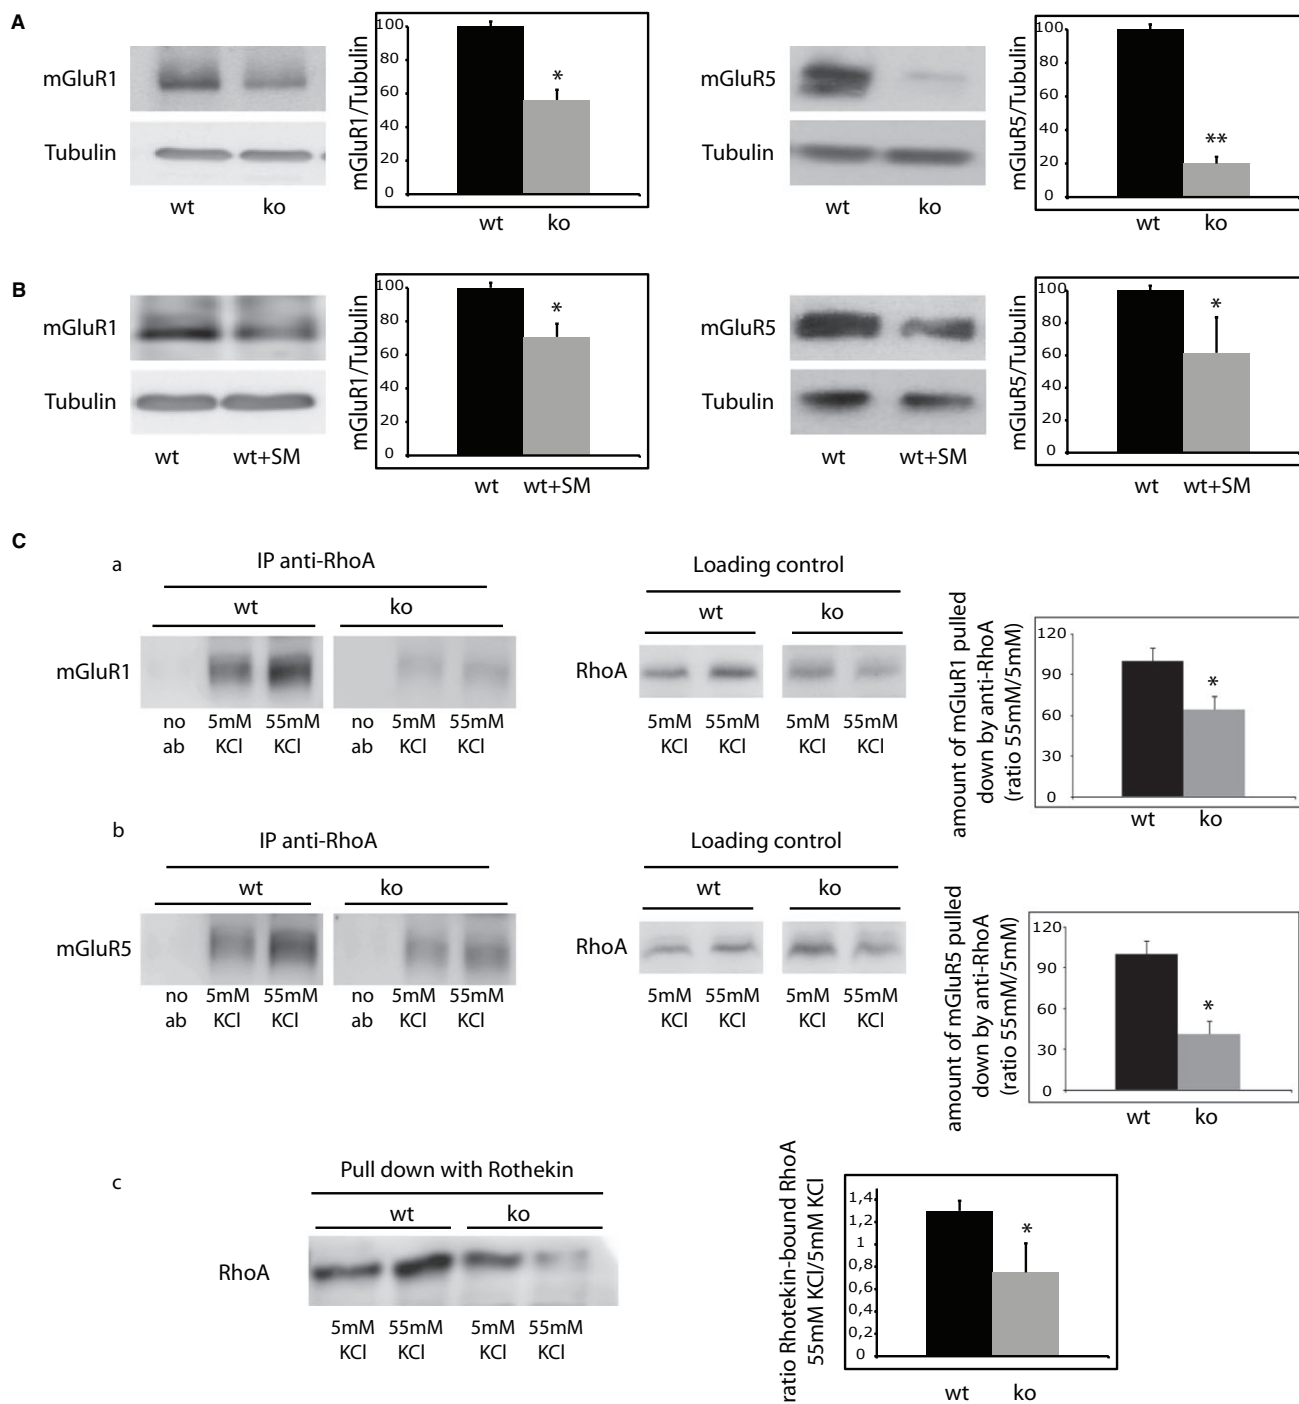 A
mGluR1
Tubulin
wt ko
mGluR1/Tubulin
100
80
60
40
20
0
*
wt ko
mGluR5
Tubulin
wt ko
mGluR5/Tubulin
100
80
60
40
20
0
**
wt ko
B
mGluR1
Tubulin
wt wt+SM
mGluR1/Tubulin
100
80
60
40
20
0
*
wt wt+SM
mGluR5
Tubulin
wt wt+SM
mGluR5/Tubulin
100
80
60
40
20
0
*
wt wt+SM
C
a
IP anti-RhoA
wt ko
mGluR1
no 5mM 55mM no 5mM 55mM
ab KCl KCl ab KCl KCl
Loading control
wt ko
RhoA
5mM 55mM 5mM 55mM
KCl KCl KCl KCl
amount of mGluR1 pulled
down by anti-RhoA
(ratio 55mM/5mM)
120
90
60
30
0
*
wt ko
b
IP anti-RhoA
wt ko
mGluR5
no 5mM 55mM no 5mM 55mM
ab KCl KCl ab KCl KCl
Loading control
wt ko
RhoA
5mM 55mM 5mM 55mM
KCl KCl KCl KCl
amount of mGluR5 pulled
down by anti-RhoA
(ratio 55mM/5mM)
120
90
60
30
0
*
wt ko
c
Pull down with Rothekin
wt ko
RhoA
5mM 55mM 5mM 55mM
KCl KCl KCl KCl
ratio Rhotekin-bound RhoA
55mM KCl/5mM KCl
1,4
1,2
1
0,8
0,6
0,4
0,2
0
*
wt ko